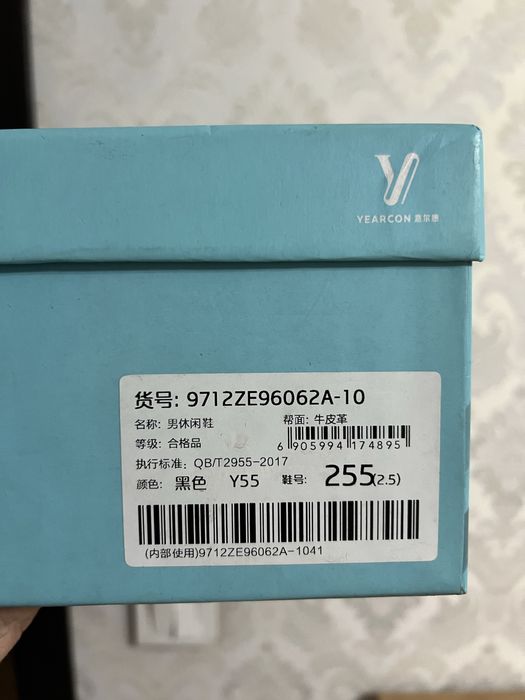 YEARCON 意尔康
货号: 9712ZE96062A-10
名称: 男休闲鞋 帮面: 牛皮革
等级: 合格品 6 905994 174895
执行标准: QB/T2955-2017
颜色: 黑色 Y55 鞋号: 255(2.5)
(内部使用)9712ZE96062A-1041